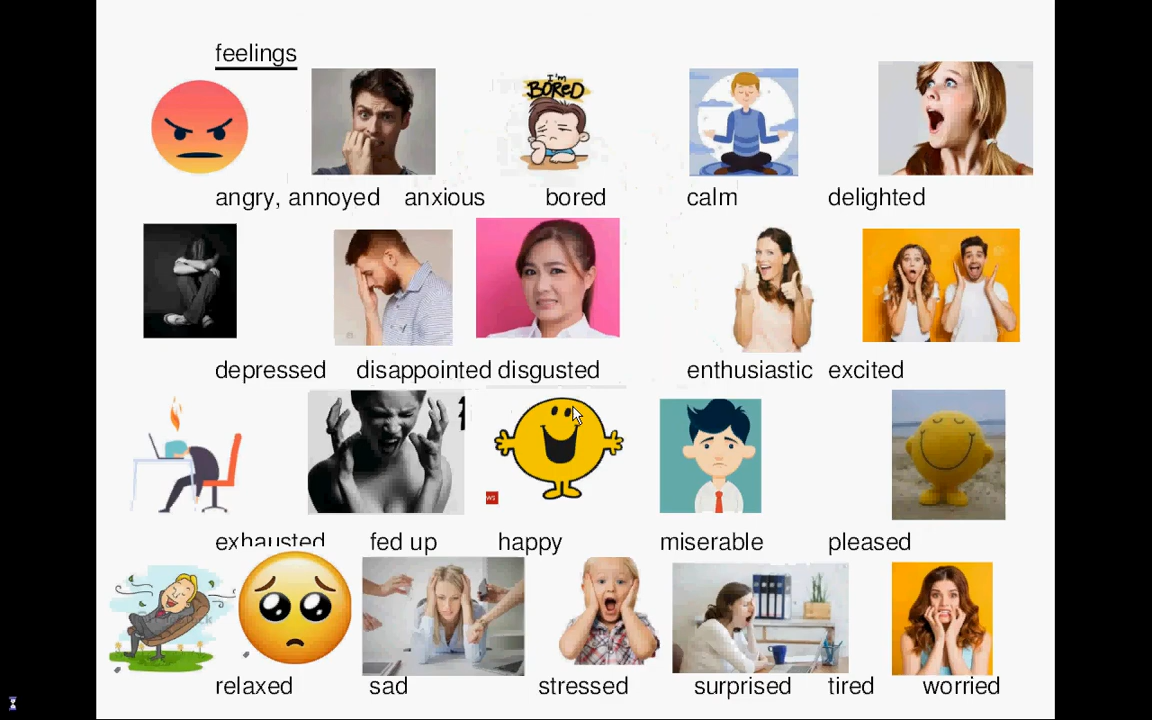 feelings
I'm
BORED
angry, annoyed anxious bored calm delighted
depressed disappointed disgusted enthusiastic excited
exhausted fed up happy miserable pleased
relaxed sad stressed surprised tired worried